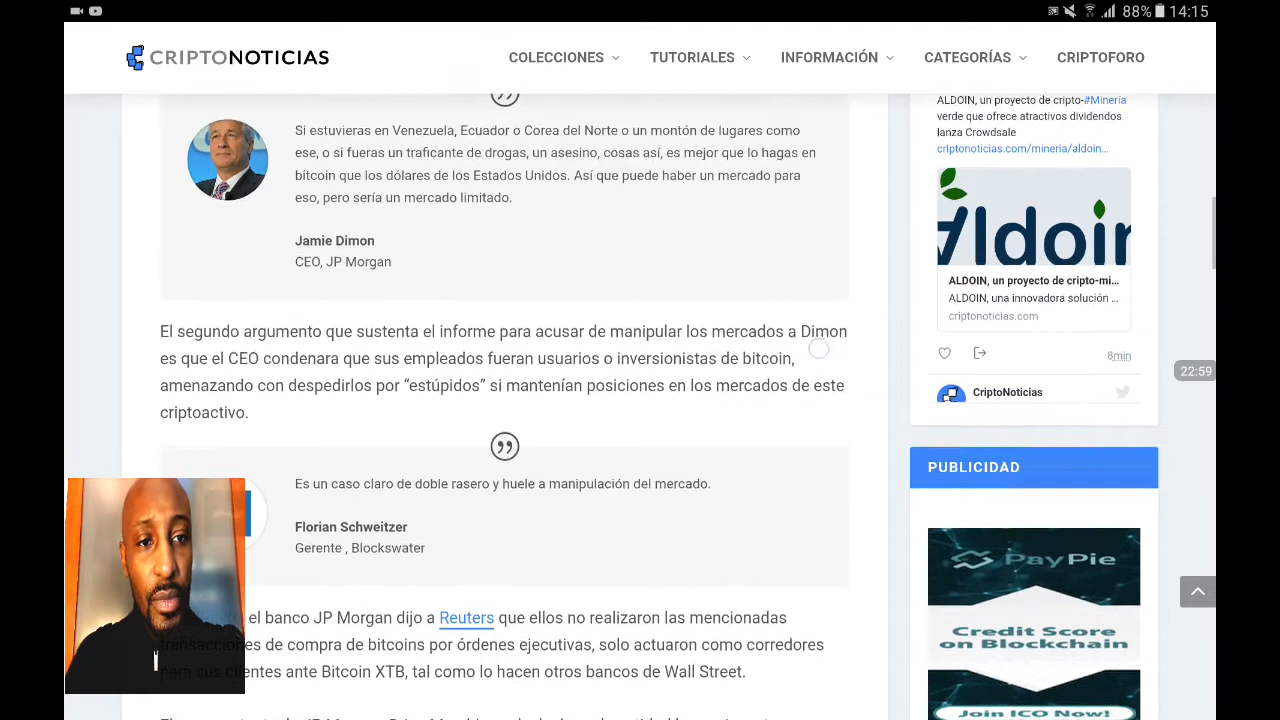 88% 14:15
CRIPTONOTICIAS
COLECCIONES TUTORIALES INFORMACIÓN CATEGORÍAS CRIPTOFORO
Si estuvieras en Venezuela, Ecuador o Corea del Norte o un montón de lugares como
ese, o si fueras un traficante de drogas, un asesino, cosas así, es mejor que lo hagas en
bitcoin que los dólares de los Estados Unidos. Así que puede haber un mercado para
eso, pero sería un mercado limitado.
Jamie Dimon
CEO, JP Morgan
El segundo argumento que sustenta el informe para acusar de manipular los mercados a Dimon
es que el CEO condenara que sus empleados fueran usuarios o inversionistas de bitcoin,
amenazando con despedirlos por “estúpidos” si mantenían posiciones en los mercados de este
criptoactivo.
Es un caso claro de doble rasero y huele a manipulación del mercado.
Florian Schweitzer
Gerente , Blockswater
el banco JP Morgan dijo a Reuters que ellos no realizaron las mencionadas
transacciones de compra de bitcoins por órdenes ejecutivas, solo actuaron como corredores
para sus clientes ante Bitcoin XTB, tal como lo hacen otros bancos de Wall Street.
ALDOIN, un proyecto de cripto-#Minería
verde que ofrece atractivos dividendos
lanza Crowdsale
criptonoticias.com/mineria/aldoin…
Aldoin
ALDOIN, un proyecto de cripto-mi…
ALDOIN, una innovadora solución …
criptonoticias.com
8min
CriptoNoticias
22:59
PUBLICIDAD
PayPie
Credit Score
on Blockchain
Join ICO Now!